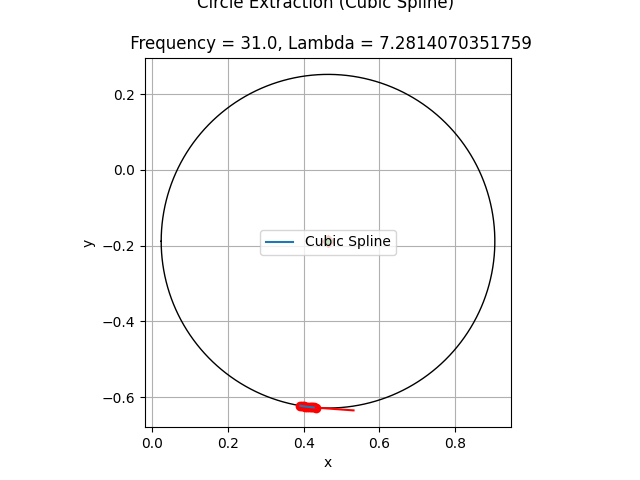 Circle Extraction (Cubic Spline)
Frequency = 31.0, Lambda = 7.2814070351759
0.2
0.0
−0.2
−0.4
−0.6
y
Cubic Spline
0.0 0.2 0.4 0.6 0.8
x